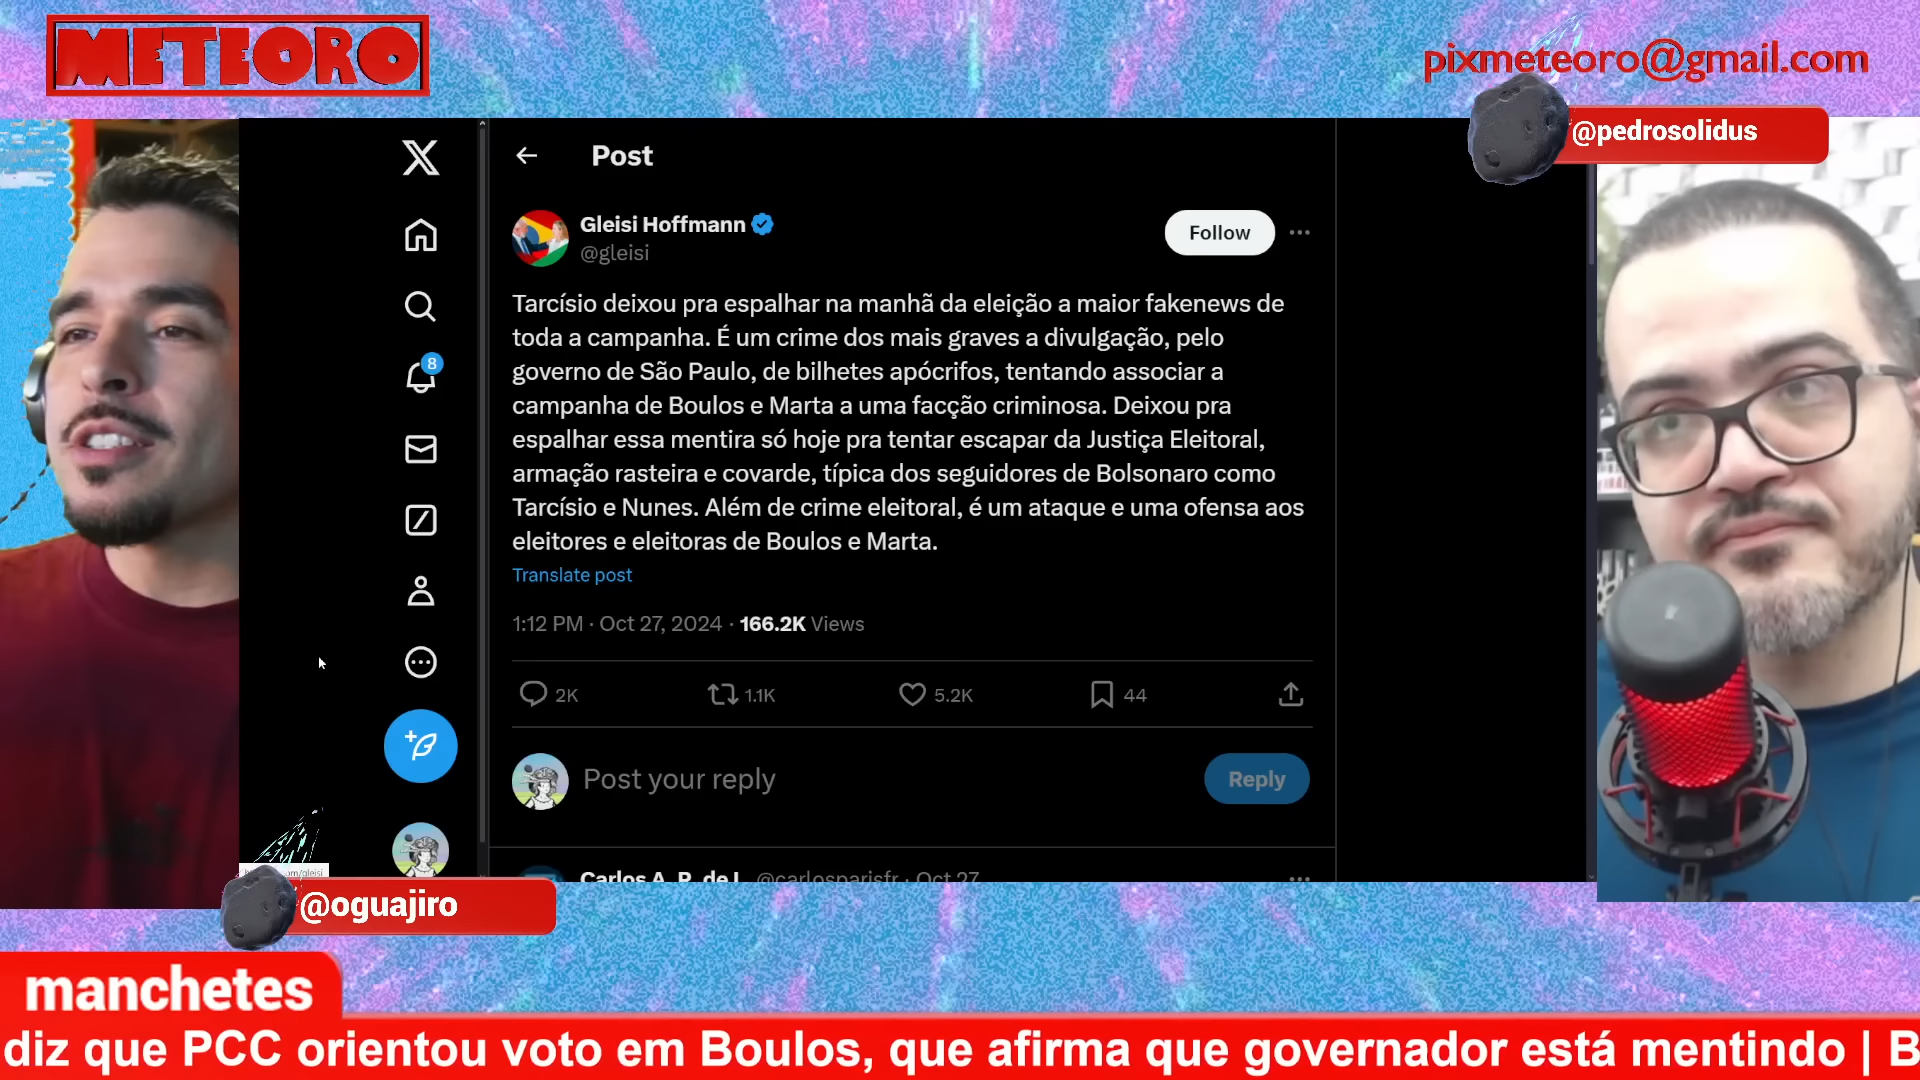 METEORO
pixmeteoro@gmail.com
@pedrosolidus
Post
Gleisi Hoffmann
@gleisi
Follow
Tarcísio deixou pra espalhar na manhã da eleição a maior fakenews de
toda a campanha. É um crime dos mais graves a divulgação, pelo
governo de São Paulo, de bilhetes apócrifos, tentando associar a
campanha de Boulos e Marta a uma facção criminosa. Deixou pra
espalhar essa mentira só hoje pra tentar escapar da Justiça Eleitoral,
armação rasteira e covarde, típica dos seguidores de Bolsonaro como
Tarcísio e Nunes. Além de crime eleitoral, é um ataque e uma ofensa aos
eleitores e eleitoras de Boulos e Marta.
Translate post
1:12 PM · Oct 27, 2024 · 166.2K Views
8
2K
1.1K
5.2K
44
Post your reply
Reply
Carlos A. P. de L @carlosparisfr · Oct 27
@oguajiro
manchetes
diz que PCC orientou voto em Boulos, que afirma que governador está mentindo | B